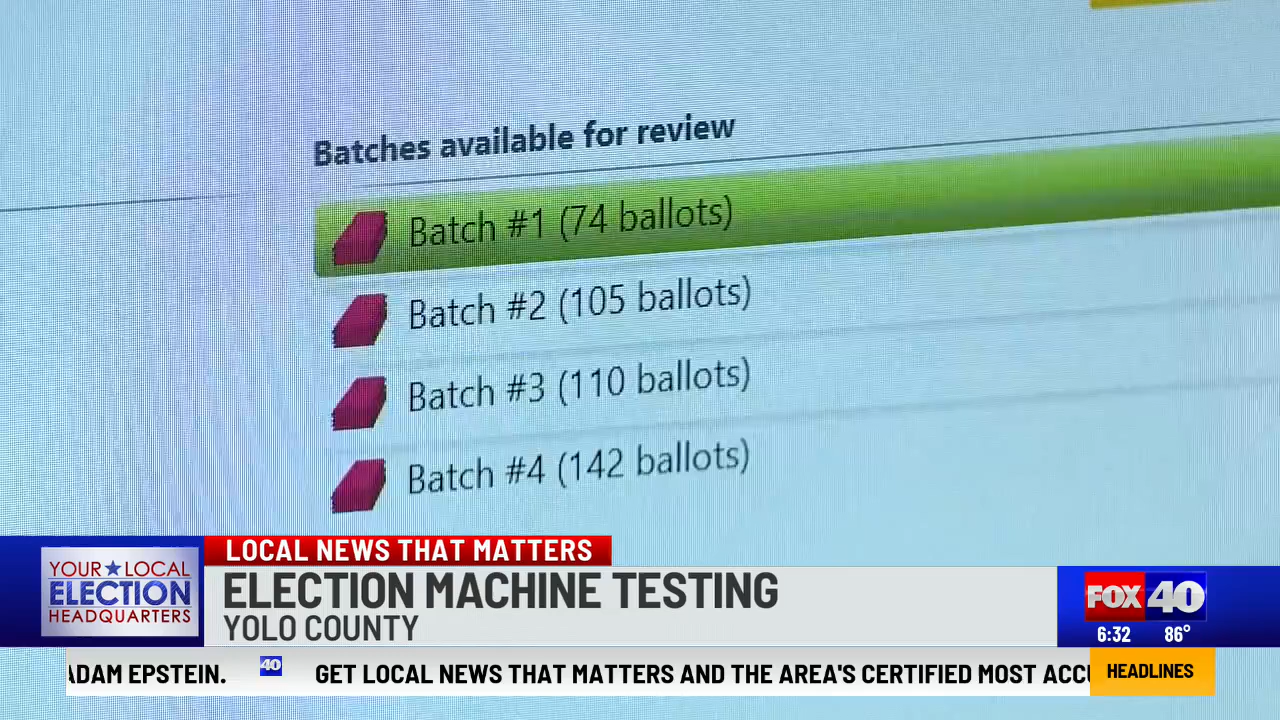 Batches available for review
Batch #1 (74 ballots)
Batch #2 (105 ballots)
Batch #3 (110 ballots)
Batch #4 (142 ballots)
LOCAL NEWS THAT MATTERS
YOUR★LOCAL
ELECTION
HEADQUARTERS
ELECTION MACHINE TESTING
YOLO COUNTY
FOX 40
6:32 86°
EPSTEIN. 40 GET LOCAL NEWS THAT MATTERS AND THE AREA'S CERTIFIED MOST
HEADLINES